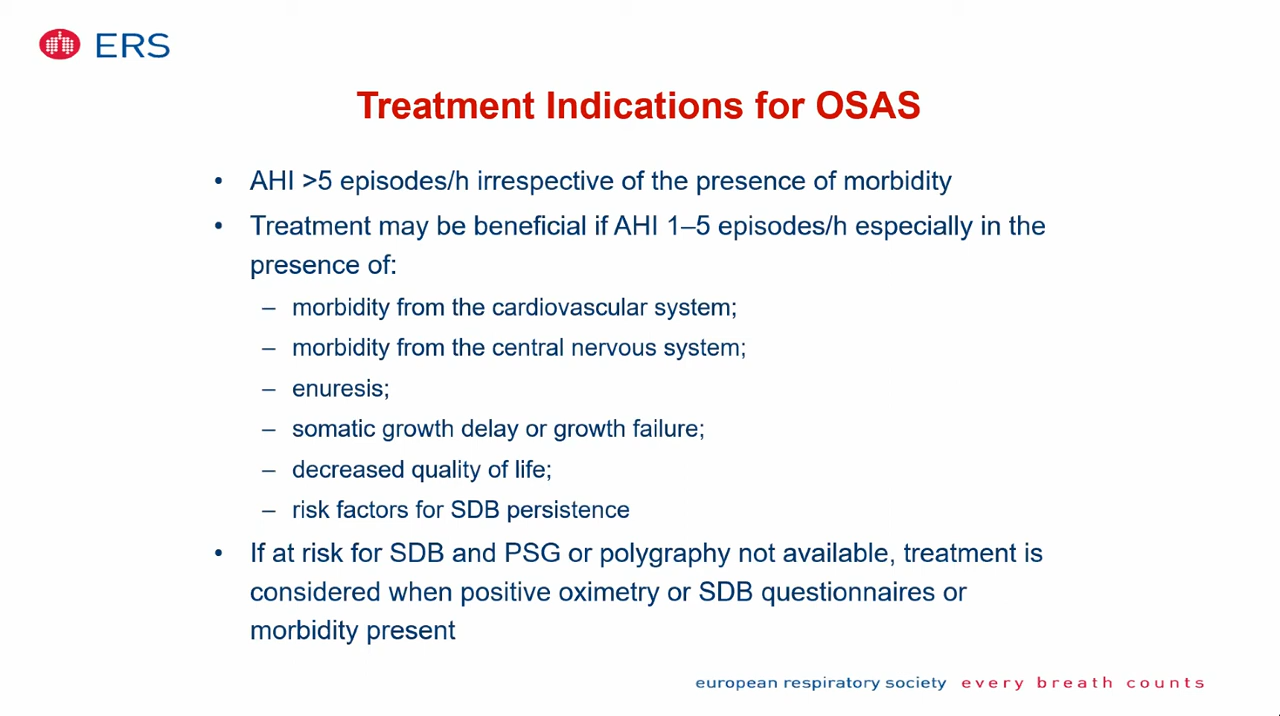 ERS
Treatment Indications for OSAS
• AHI >5 episodes/h irrespective of the presence of morbidity
• Treatment may be beneficial if AHI 1–5 episodes/h especially in the
presence of:
– morbidity from the cardiovascular system;
– morbidity from the central nervous system;
– enuresis;
– somatic growth delay or growth failure;
– decreased quality of life;
– risk factors for SDB persistence
• If at risk for SDB and PSG or polygraphy not available, treatment is
considered when positive oximetry or SDB questionnaires or
morbidity present
european respiratory society every breath counts